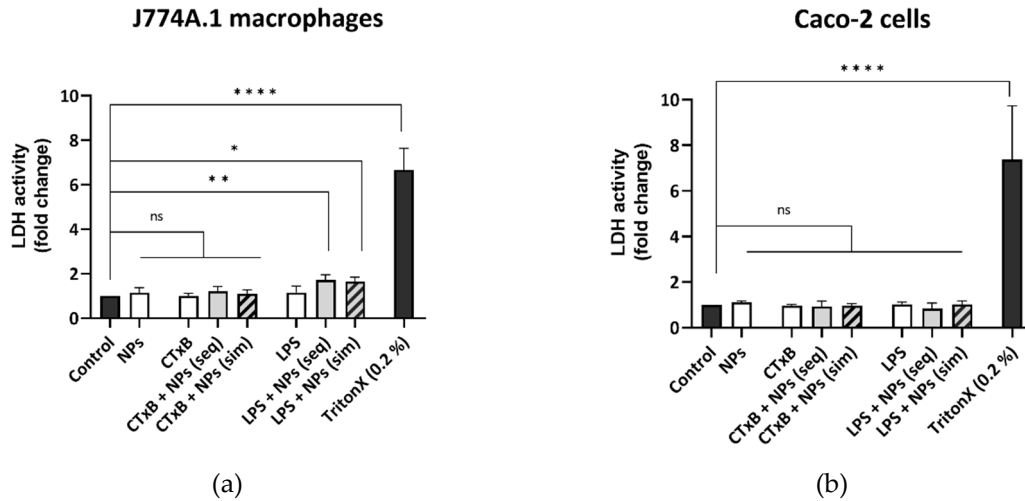 J774A.1 macrophages
LDH activity
(fold change)
10
8
6
4
2
0
****
*
**
ns
Control
NPs
CTxB
CTxB + NPs (seq)
CTxB + NPs (sim)
LPS
LPS + NPs (seq)
LPS + NPs (sim)
TritonX (0.2 %)
(a)
Caco-2 cells
LDH activity
(fold change)
10
8
6
4
2
0
****
ns
Control
NPs
CTxB
CTxB + NPs (seq)
CTxB + NPs (sim)
LPS
LPS + NPs (seq)
LPS + NPs (sim)
TritonX (0.2 %)
(b)